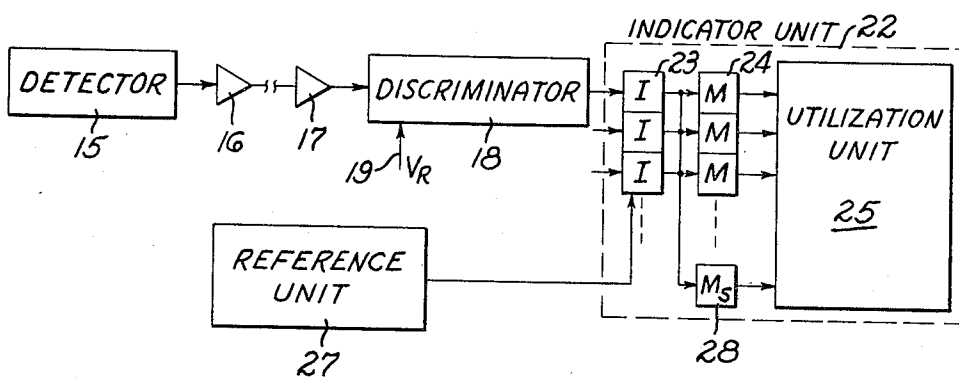 INDICATOR UNIT 22
23 24
DETECTOR
15
16
17
DISCRIMINATOR
18
19 VR
I M
I M
I M
UTILIZATION
UNIT
25
REFERENCE
UNIT
27
MS
28